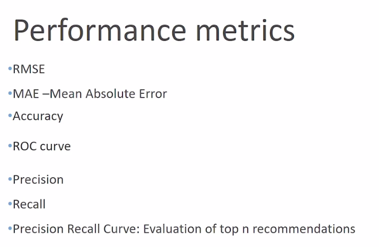 Performance metrics
•RMSE
•MAE –Mean Absolute Error
•Accuracy
•ROC curve
•Precision
•Recall
•Precision Recall Curve: Evaluation of top n recommendations